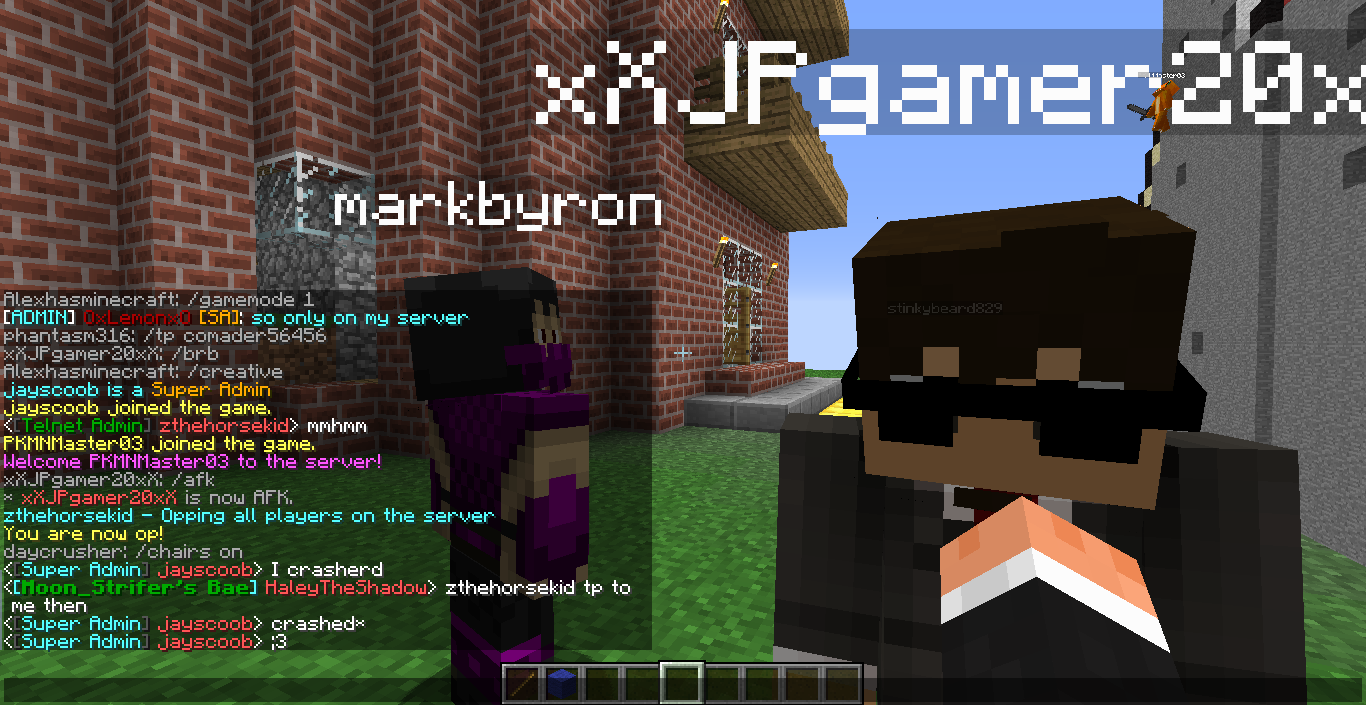 xXJPgamer20x
markbyron
stinkybeard829
Alexhasminecraft: /gamemode 1
[ADMIN] 0xLemonx0 [SA]: so only on my server
phantasm316: /tp comader56456
xXJPgamer20xX: /brb
Alexhasminecraft: /creative
jayscoob is a Super Admin
jayscoob joined the game.
<[Telnet Admin] zthehorsekid> mmhmm
PKMNMaster03 joined the game.
Welcome PKMNMaster03 to the server!
xXJPgamer20xX: /afk
* xXJPgamer20xX is now AFK.
zthehorsekid - Opping all players on the server
You are now op!
daycrusher: /chairs on
<[Super Admin] jayscoob> I crasherd
<[Moon_Strifer's Bae] HaleyTheShadow> zthehorsekid tp to
me then
<[Super Admin] jayscoob> crashed*
<[Super Admin] jayscoob> ;3